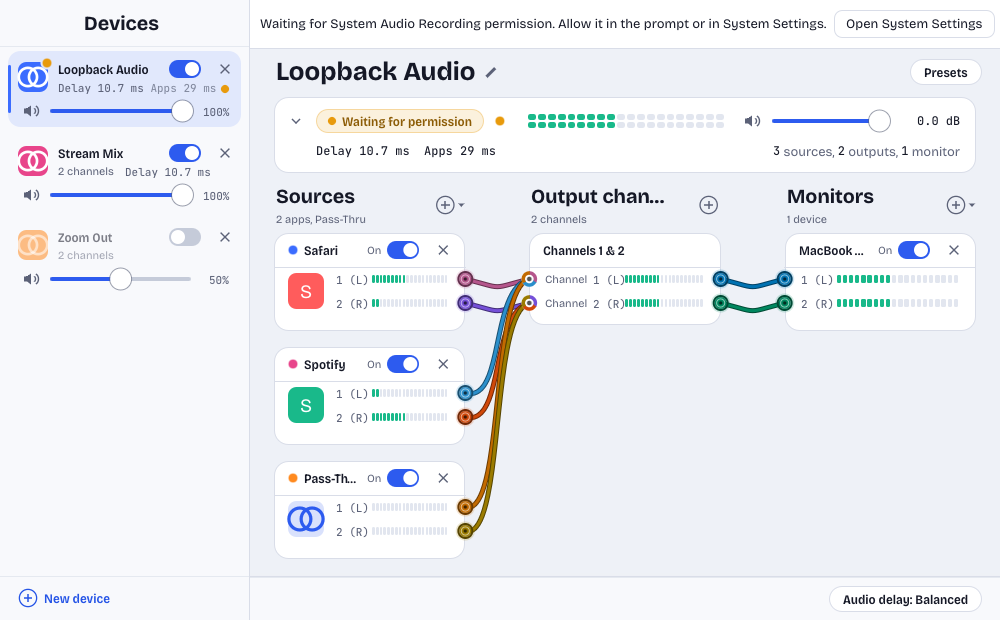 Devices
Loopback Audio
Delay 10.7 ms Apps 29 ms
100%
Stream Mix
2 channels Delay 10.7 ms
100%
Zoom Out
2 channels
50%
New device
Waiting for System Audio Recording permission. Allow it in the prompt or in System Settings.
Open System Settings
Loopback Audio
Presets
Waiting for permission
0.0 dB
Delay 10.7 ms Apps 29 ms
3 sources, 2 outputs, 1 monitor
Sources
2 apps, Pass-Thru
Safari On
S
1 (L)
2 (R)
Spotify On
S
1 (L)
2 (R)
Pass-Th... On
1 (L)
2 (R)
Output chan...
2 channels
Channels 1 & 2
Channel 1 (L)
Channel 2 (R)
Monitors
1 device
MacBook ... On
1 (L)
2 (R)
Audio delay: Balanced